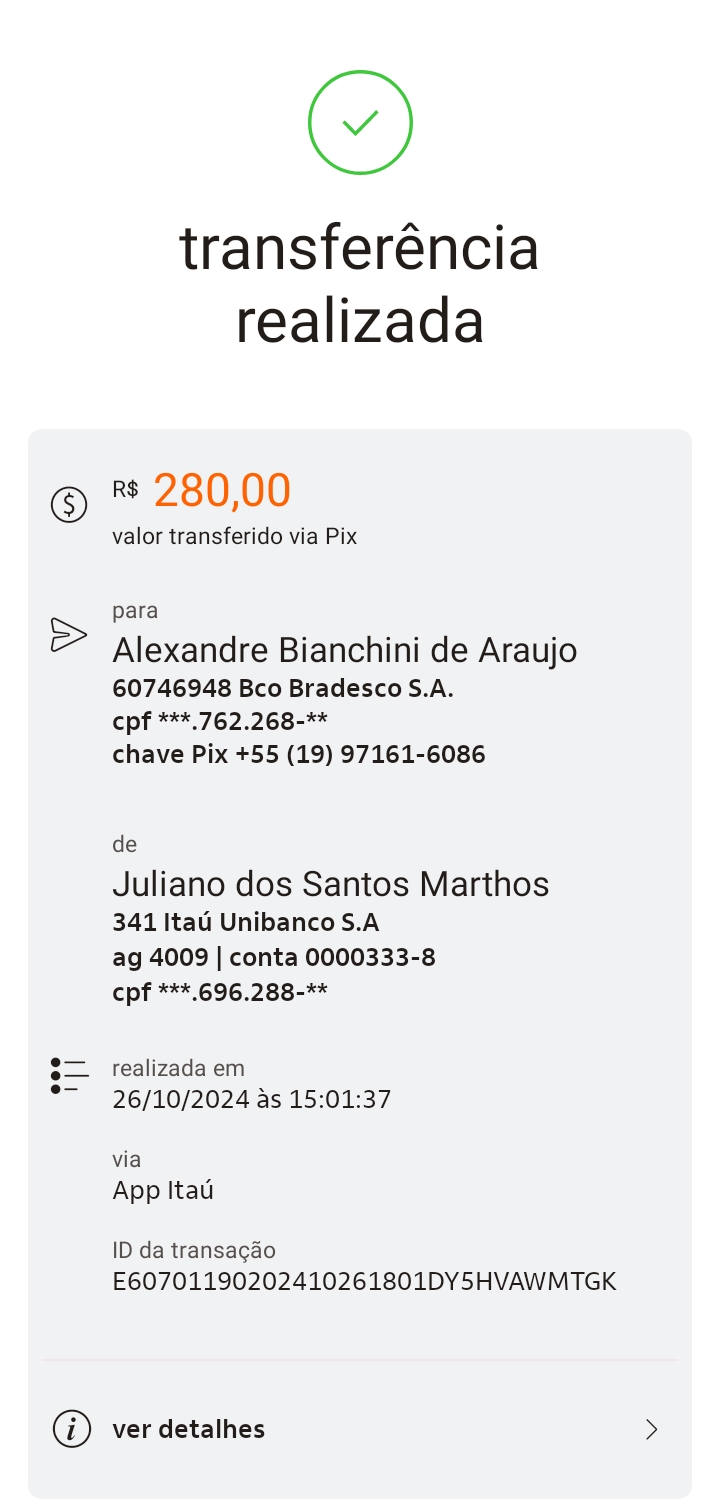 transferência
realizada
R$ 280,00
valor transferido via Pix
para
Alexandre Bianchini de Araujo
60746948 Bco Bradesco S.A.
cpf ***.762.268-**
chave Pix +55 (19) 97161-6086
de
Juliano dos Santos Marthos
341 Itaú Unibanco S.A
ag 4009 | conta 0000333-8
cpf ***.696.288-**
realizada em
26/10/2024 às 15:01:37
via
App Itaú
ID da transação
E60701190202410261801DY5HVAWMTGK
ver detalhes